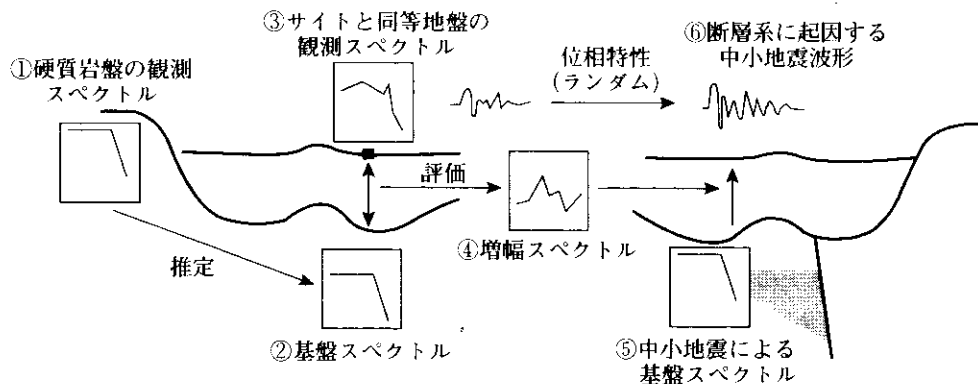 ①硬質岩盤の観測
スペクトル
③サイトと同等地盤の
観測スペクトル
位相特性
(ランダム)
⑥断層系に起因する
中小地震波形
評価
④増幅スペクトル
推定
②基盤スペクトル
⑤中小地震による
基盤スペクトル